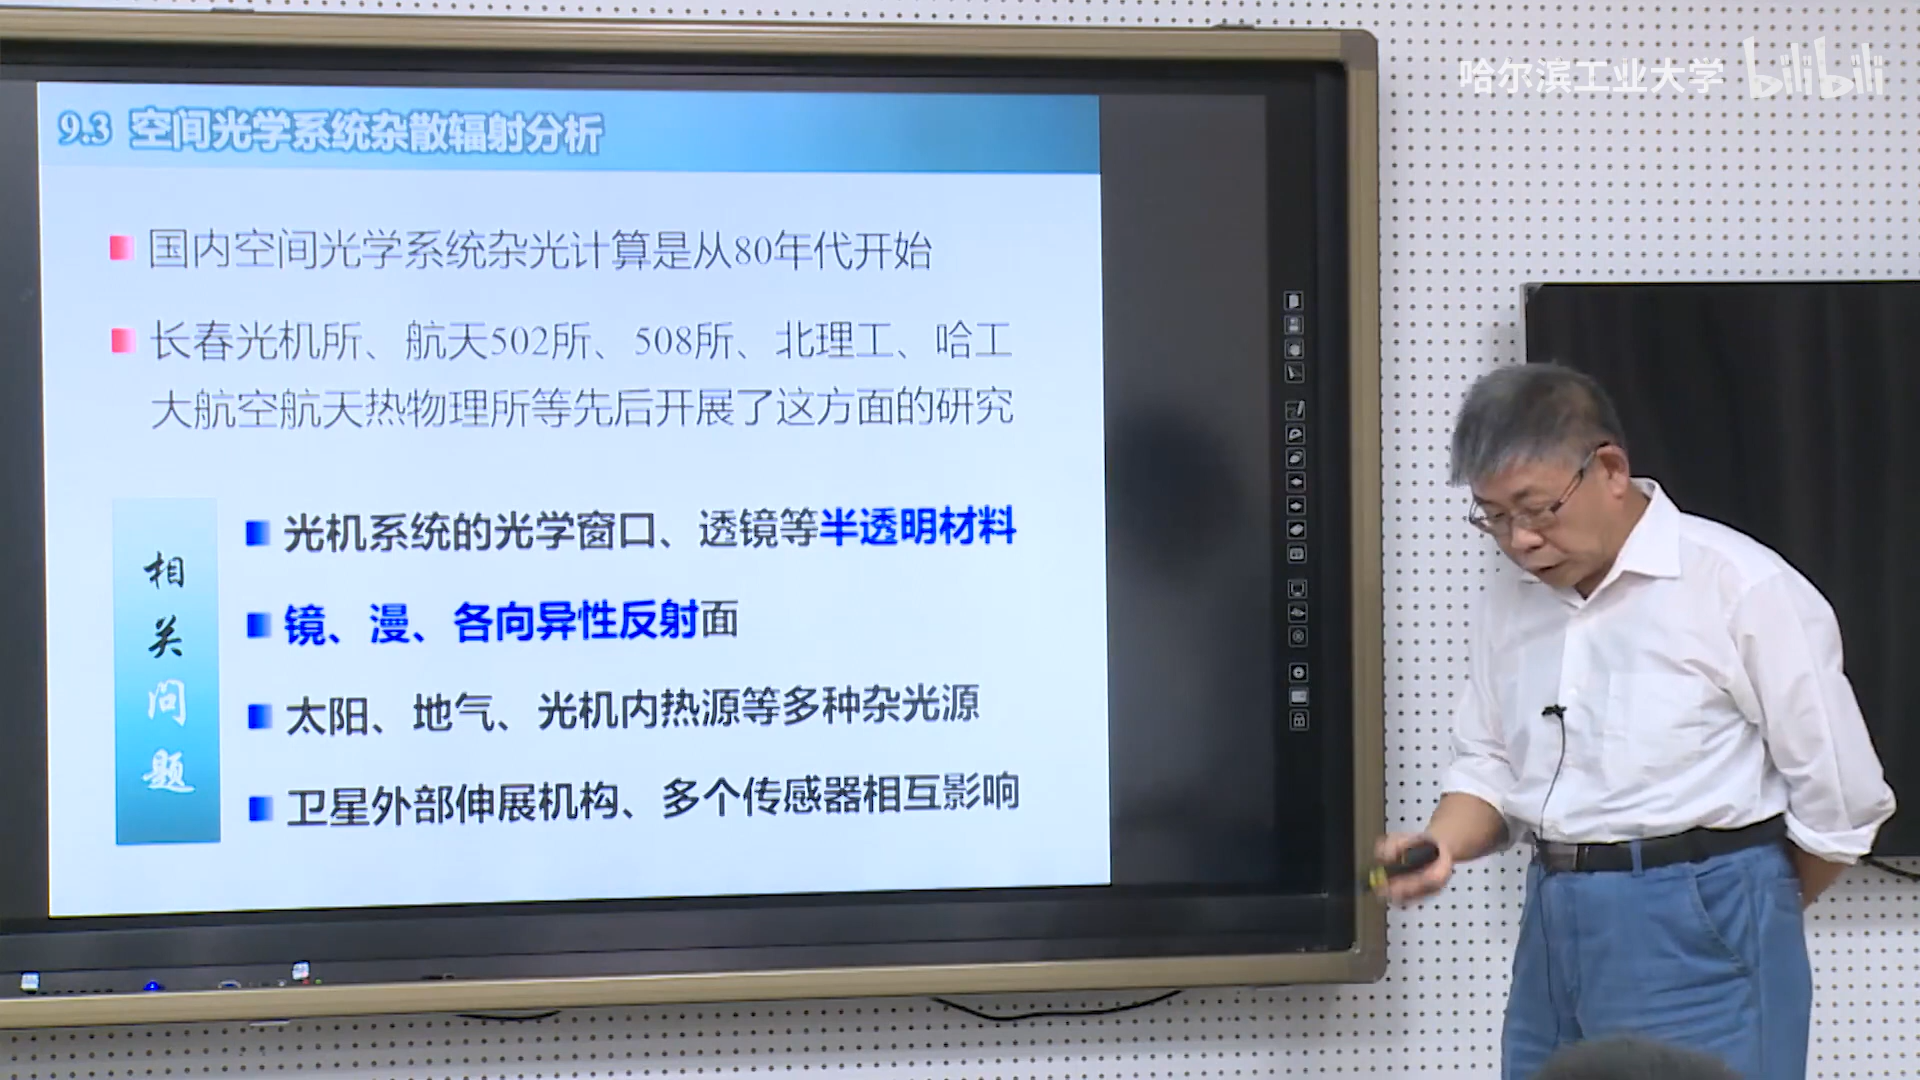 哈尔滨工业大学 bilibili
9.3 空间光学系统杂散辐射分析
国内空间光学系统杂光计算是从80年代开始
长春光机所、航天502所、508所、北理工、哈工
大航空航天热物理所等先后开展了这方面的研究
相关问题
光机系统的光学窗口、透镜等半透明材料
镜、漫、各向异性反射面
太阳、地气、光机内热源等多种杂光源
卫星外部伸展机构、多个传感器相互影响